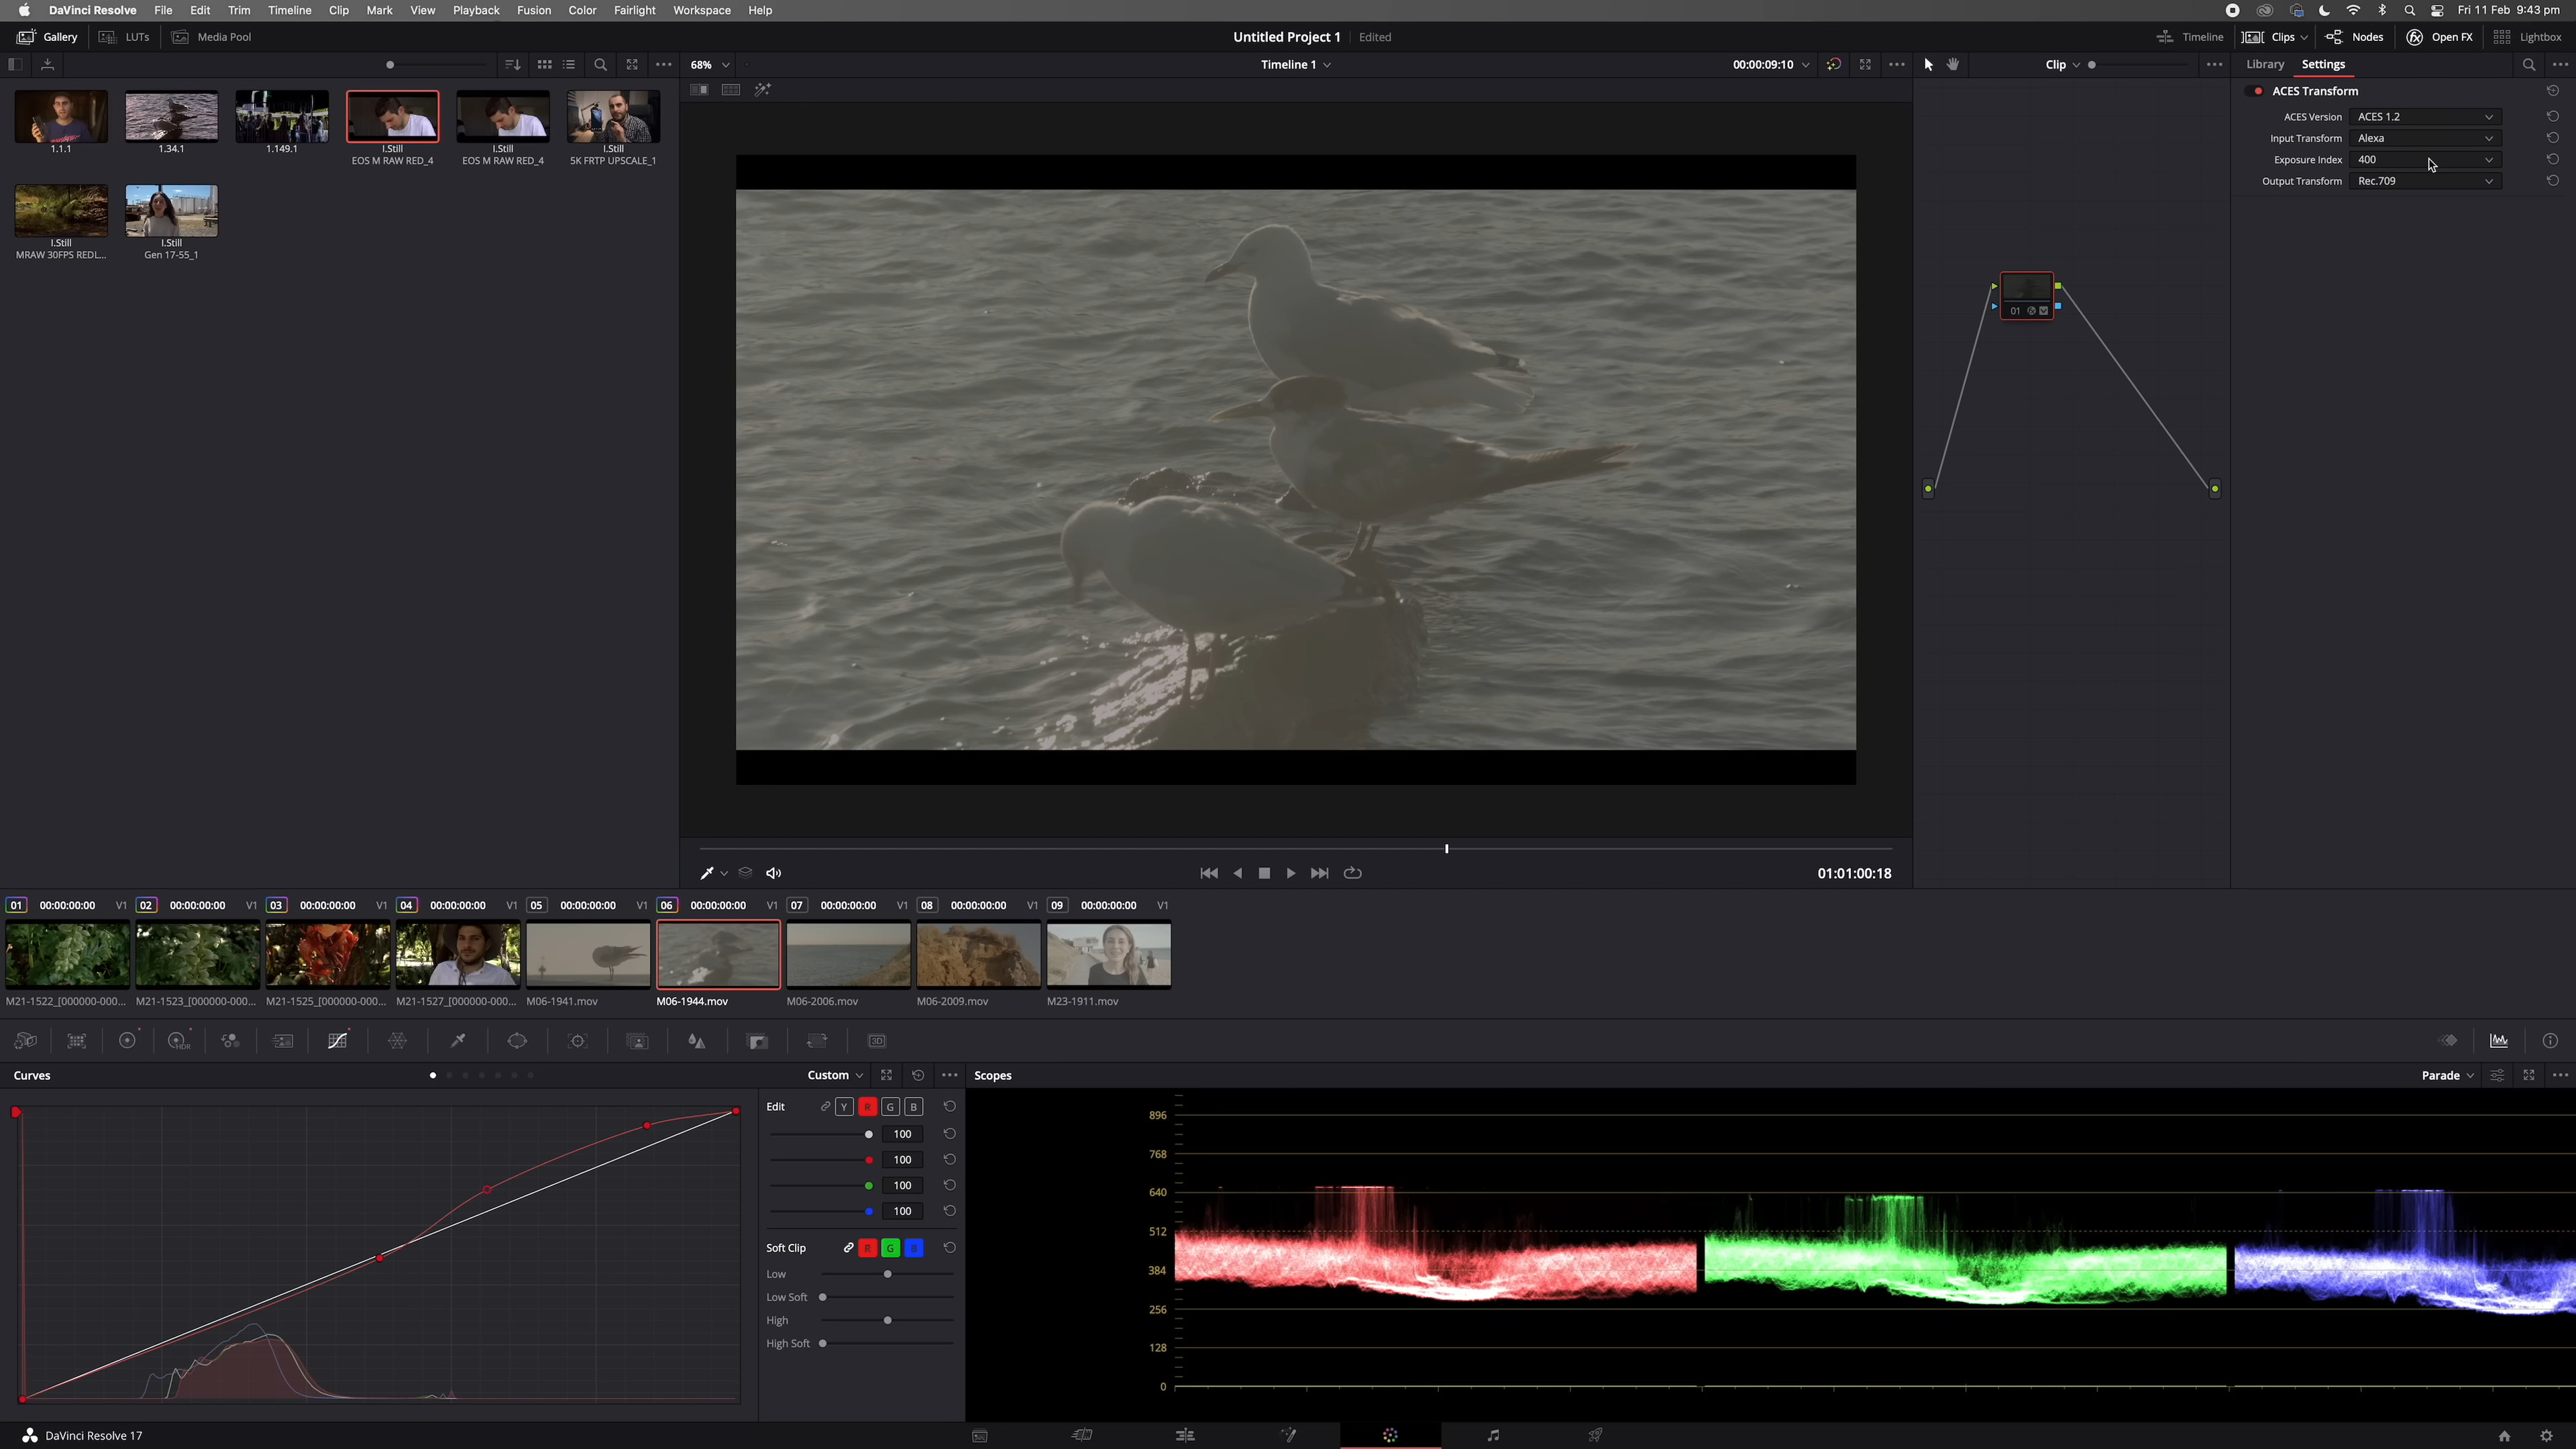 DaVinci Resolve File Edit Trim Timeline Clip Mark View Playback Fusion Color Fairlight Workspace Help Fri 11 Feb 9:43 pm
Gallery LUTs Media Pool Untitled Project 1 Edited Timeline Clips Nodes Open FX Lightbox
68% Timeline 1 00:00:09:10 Clip Library Settings
ACES Transform
ACES Version ACES 1.2
Input Transform Alexa
Exposure Index 400
Output Transform Rec.709
1.1.1 1.34.1 1.149.1 I.Still I.Still I.Still
EOS M RAW RED_4 EOS M RAW RED_4 5K FRTP UPSCALE_1
I.Still I.Still
MRAW 30FPS REDL... Gen 17-55_1
01
01:01:00:18
01 00:00:00:00 V1 02 00:00:00:00 V1 03 00:00:00:00 V1 04 00:00:00:00 V1 05 00:00:00:00 V1 06 00:00:00:00 V1 07 00:00:00:00 V1 08 00:00:00:00 V1 09 00:00:00:00 V1
M21-1522_[000000-000... M21-1523_[000000-000... M21-1525_[000000-000... M21-1527_[000000-000... M06-1941.mov M06-1944.mov M06-2006.mov M06-2009.mov M23-1911.mov
HDR 3D
Curves Custom Scopes Parade
Edit Y R G B
100
100
100
100
Soft Clip R G B
Low
Low Soft
High
High Soft
896
768
640
512
384
256
128
0
DaVinci Resolve 17